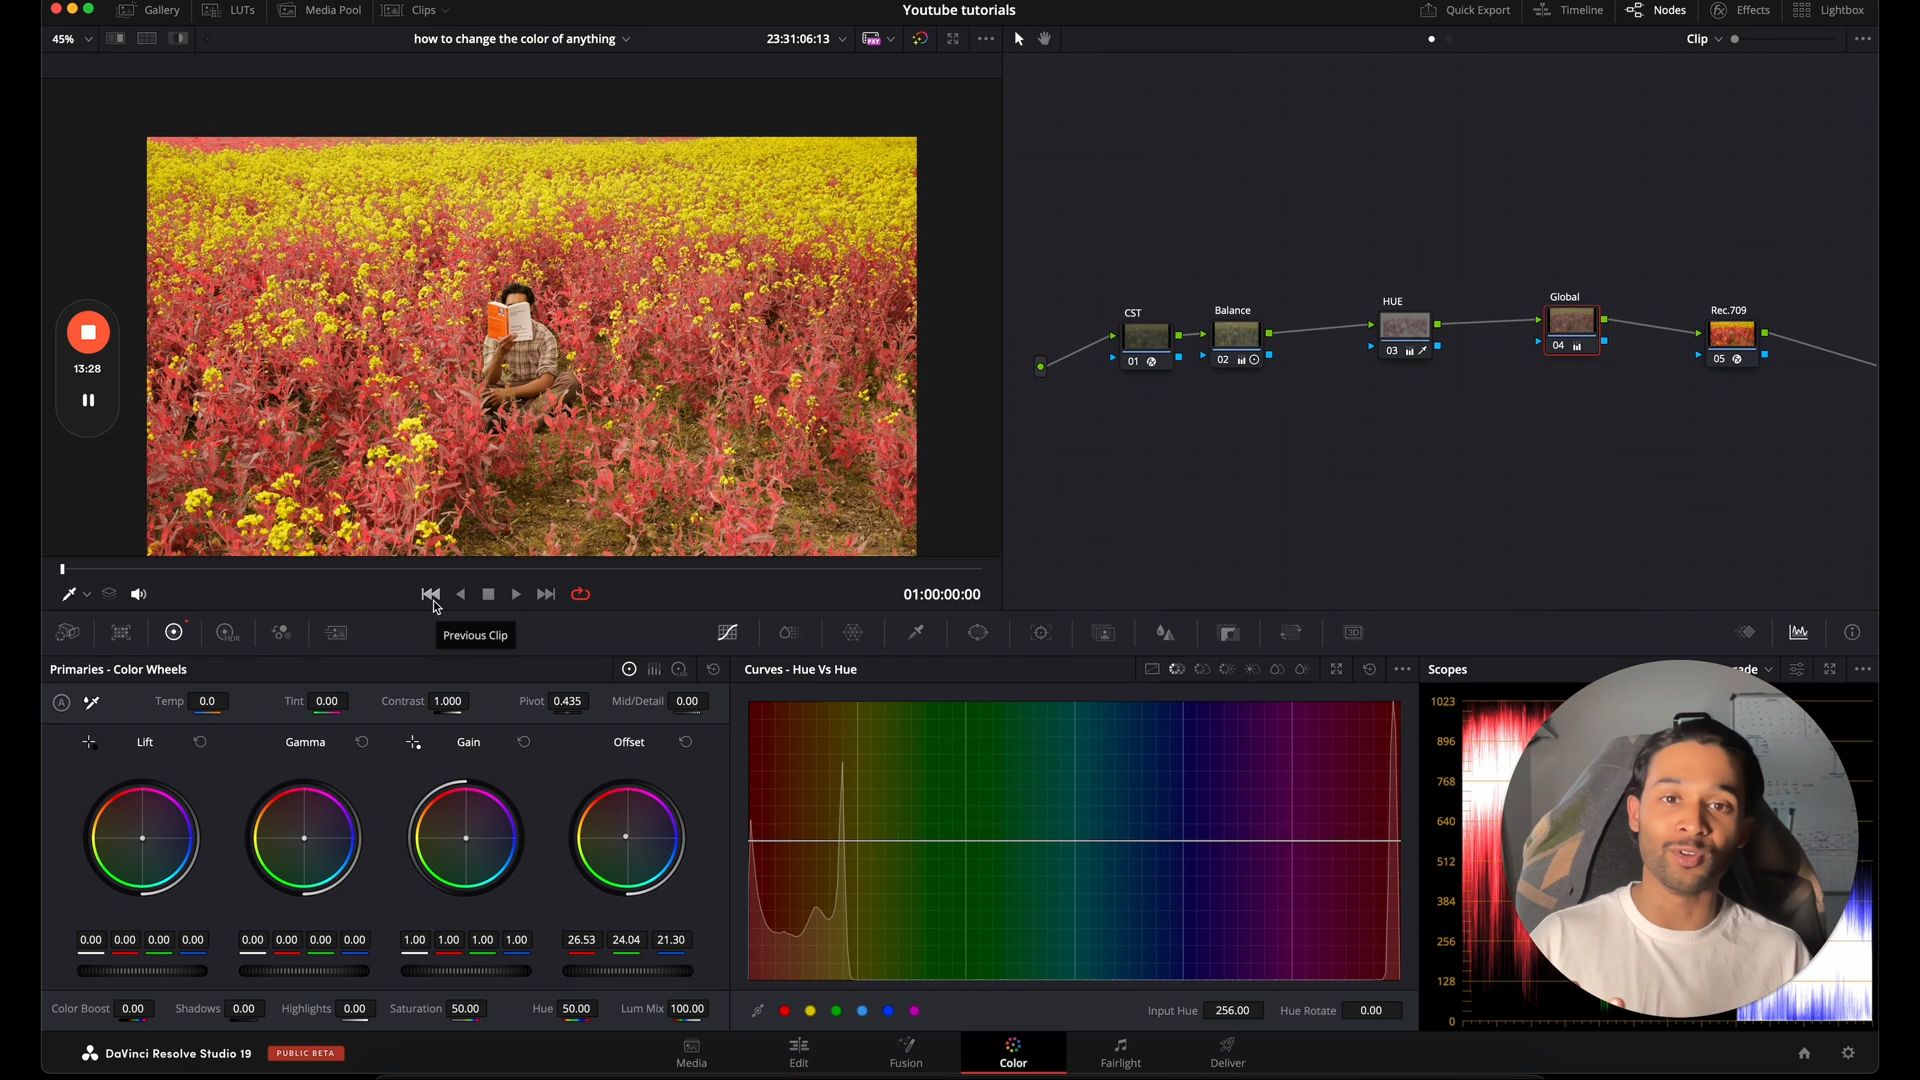 Gallery LUTs Media Pool Clips Youtube tutorials Quick Export Timeline Nodes Effects Lightbox
45% how to change the color of anything 23:31:06:13 PXY Clip
CST
01
Balance
02
HUE
03
Global
04
Rec.709
05
13:28
01:00:00:00
Previous Clip
HDR
3D
Primaries - Color Wheels
LOG
A Temp 0.0 Tint 0.00 Contrast 1.000 Pivot 0.435 Mid/Detail 0.00
Lift Gamma Gain Offset
0.00 0.00 0.00 0.00 0.00 0.00 0.00 0.00 1.00 1.00 1.00 1.00 26.53 24.04 21.30
Color Boost 0.00 Shadows 0.00 Highlights 0.00 Saturation 50.00 Hue 50.00 Lum Mix 100.00
Curves - Hue Vs Hue
Input Hue 256.00 Hue Rotate 0.00
Scopes
1023
896
768
640
512
384
256
128
0
DaVinci Resolve Studio 19 PUBLIC BETA
Media Edit Fusion Color Fairlight Deliver